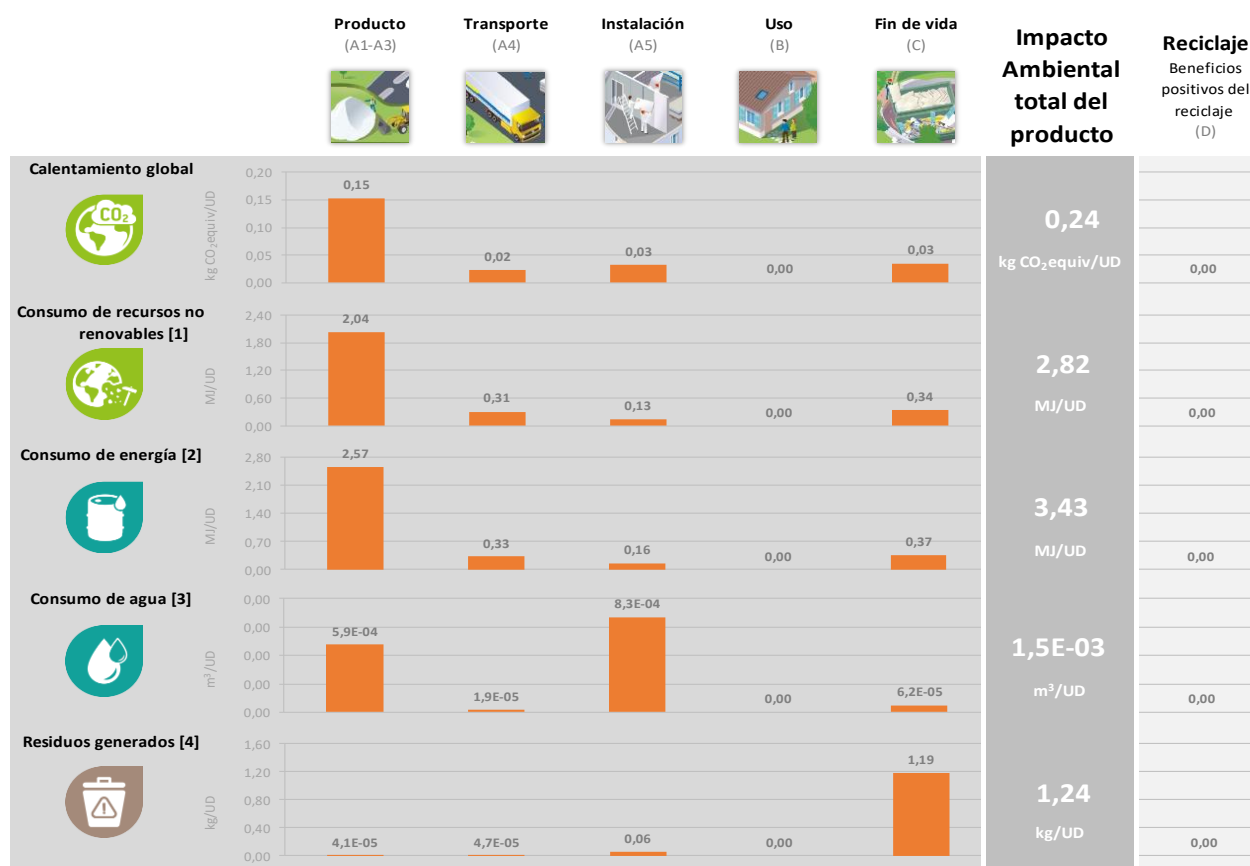 Producto
(A1-A3)
Transporte
(A4)
Instalación
(A5)
Uso
(B)
Fin de vida
(C)
Impacto
Ambiental
total del
producto
Reciclaje
Beneficios
positivos del
reciclaje
(D)
Calentamiento global
CO2
kg CO2equiv/UD
0,20
0,15
0,10
0,05
0,00
0,15
0,02
0,03
0,00
0,03
0,24
kg CO2equiv/UD
0,00
Consumo de recursos no
renovables [1]
MJ/UD
2,40
1,80
1,20
0,60
0,00
2,04
0,31
0,13
0,00
0,34
2,82
MJ/UD
0,00
Consumo de energía [2]
MJ/UD
2,80
2,10
1,40
0,70
0,00
2,57
0,33
0,16
0,00
0,37
3,43
MJ/UD
0,00
Consumo de agua [3]
m³/UD
0,00
0,00
0,00
0,00
0,00
5,9E-04
1,9E-05
8,3E-04
0,00
6,2E-05
1,5E-03
m³/UD
0,00
Residuos generados [4]
kg/UD
1,60
1,20
0,80
0,40
0,00
4,1E-05
4,7E-05
0,06
0,00
1,19
1,24
kg/UD
0,00